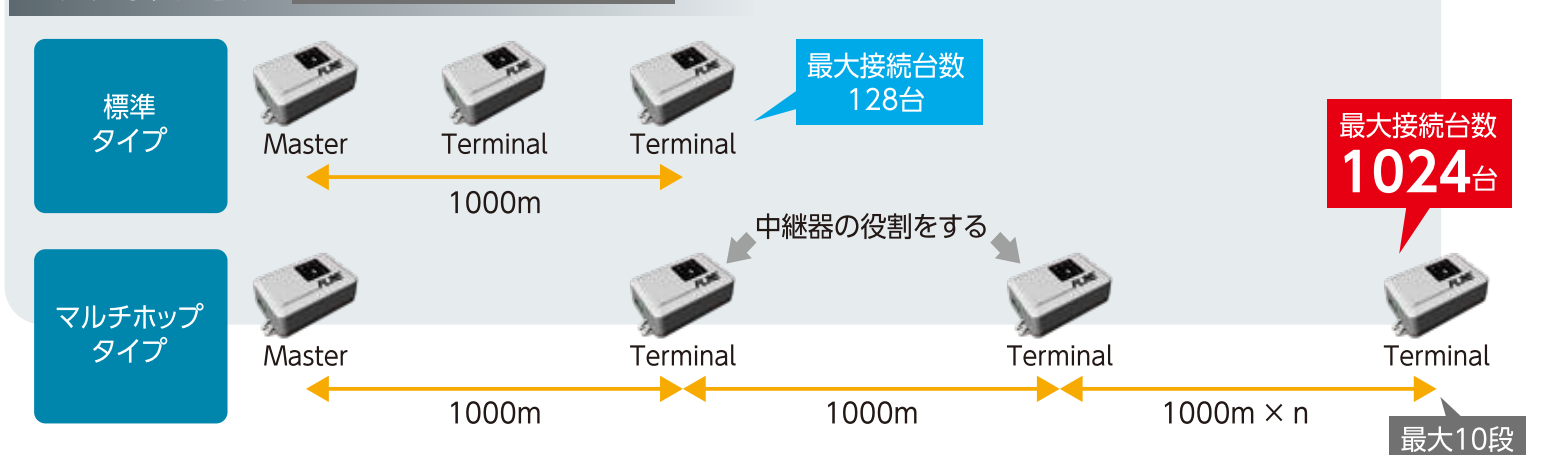 標準
タイプ
Master
Terminal
Terminal
最大接続台数
128台
1000m
最大接続台数
1024台
中継器の役割をする
マルチホップ
タイプ
Master
Terminal
Terminal
Terminal
1000m
1000m
1000m × n
最大10段